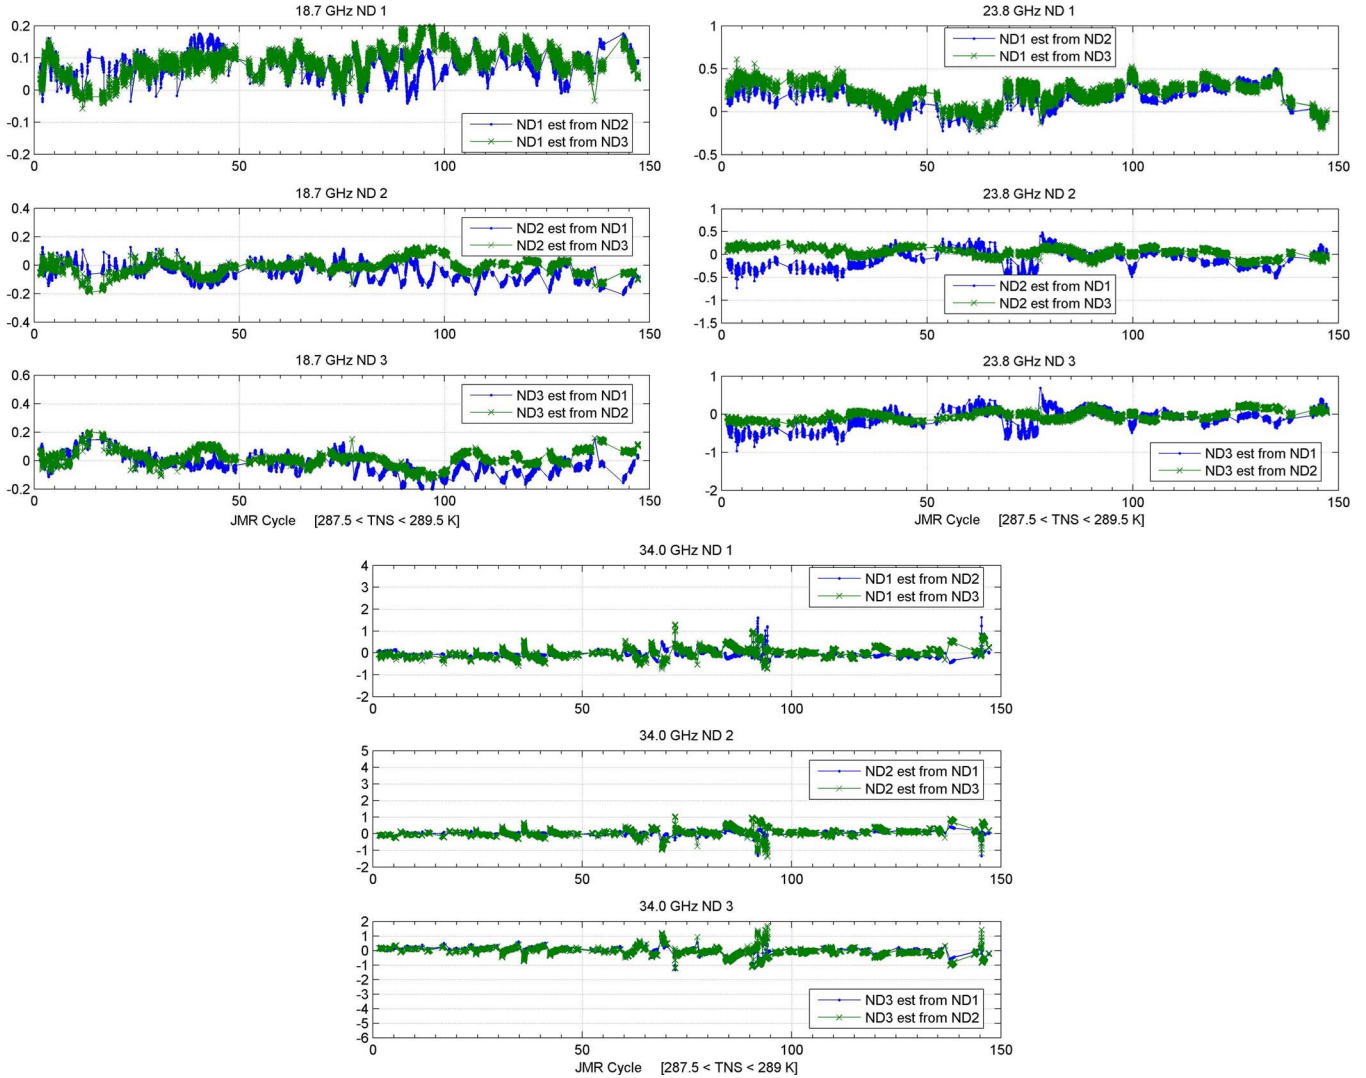 18.7 GHz ND 1
0.2
0.1
0
-0.1
-0.2
0
50
100
150
ND1 est from ND2
ND1 est from ND3
18.7 GHz ND 2
0.4
0.2
0
-0.2
-0.4
0
50
100
150
ND2 est from ND1
ND2 est from ND3
18.7 GHz ND 3
0.6
0.4
0.2
0
-0.2
0
50
100
150
ND3 est from ND1
ND3 est from ND2
JMR Cycle [287.5 < TNS < 289.5 K]
23.8 GHz ND 1
1
0.5
0
-0.5
0
50
100
150
ND1 est from ND2
ND1 est from ND3
23.8 GHz ND 2
1
0.5
0
-0.5
-1
-1.5
0
50
100
150
ND2 est from ND1
ND2 est from ND3
23.8 GHz ND 3
1
0
-1
-2
0
50
100
150
ND3 est from ND1
ND3 est from ND2
JMR Cycle [287.5 < TNS < 289.5 K]
34.0 GHz ND 1
4
3
2
1
0
-1
-2
0
50
100
150
ND1 est from ND2
ND1 est from ND3
34.0 GHz ND 2
5
4
3
2
1
0
-1
-2
0
50
100
150
ND2 est from ND1
ND2 est from ND3
34.0 GHz ND 3
2
1
0
-1
-2
-3
-4
-5
-6
0
50
100
150
ND3 est from ND1
ND3 est from ND2
JMR Cycle [287.5 < TNS < 289 K]